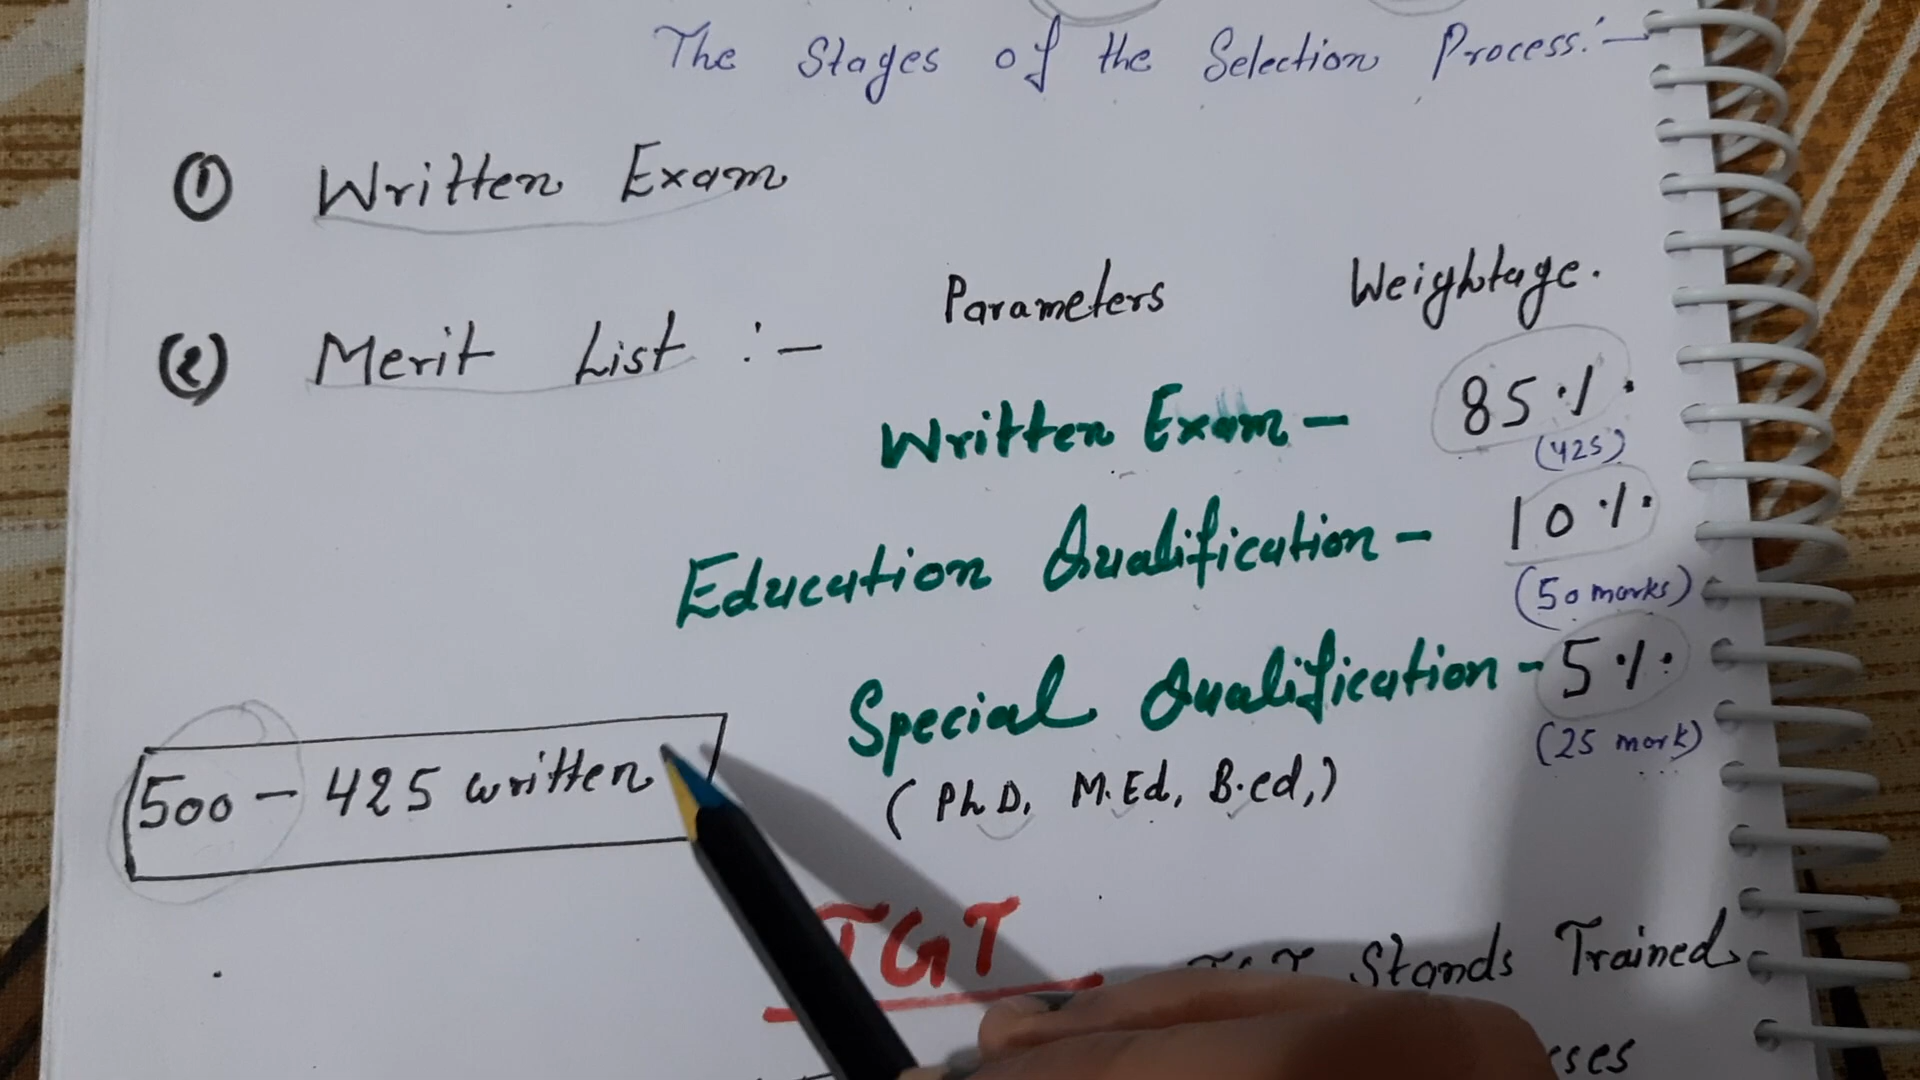 The Stages of the Selection Process:-
① Written Exam
Parameters Weightage.
② Merit List :-
Written Exam - 85%.
(425)
Education Qualification - 10%.
(50 marks)
Special Qualification - 5%.
(25 mark)
(Ph.D, M.Ed, B.ed,)
500 - 425 written
TGT
TGT Stands Trained